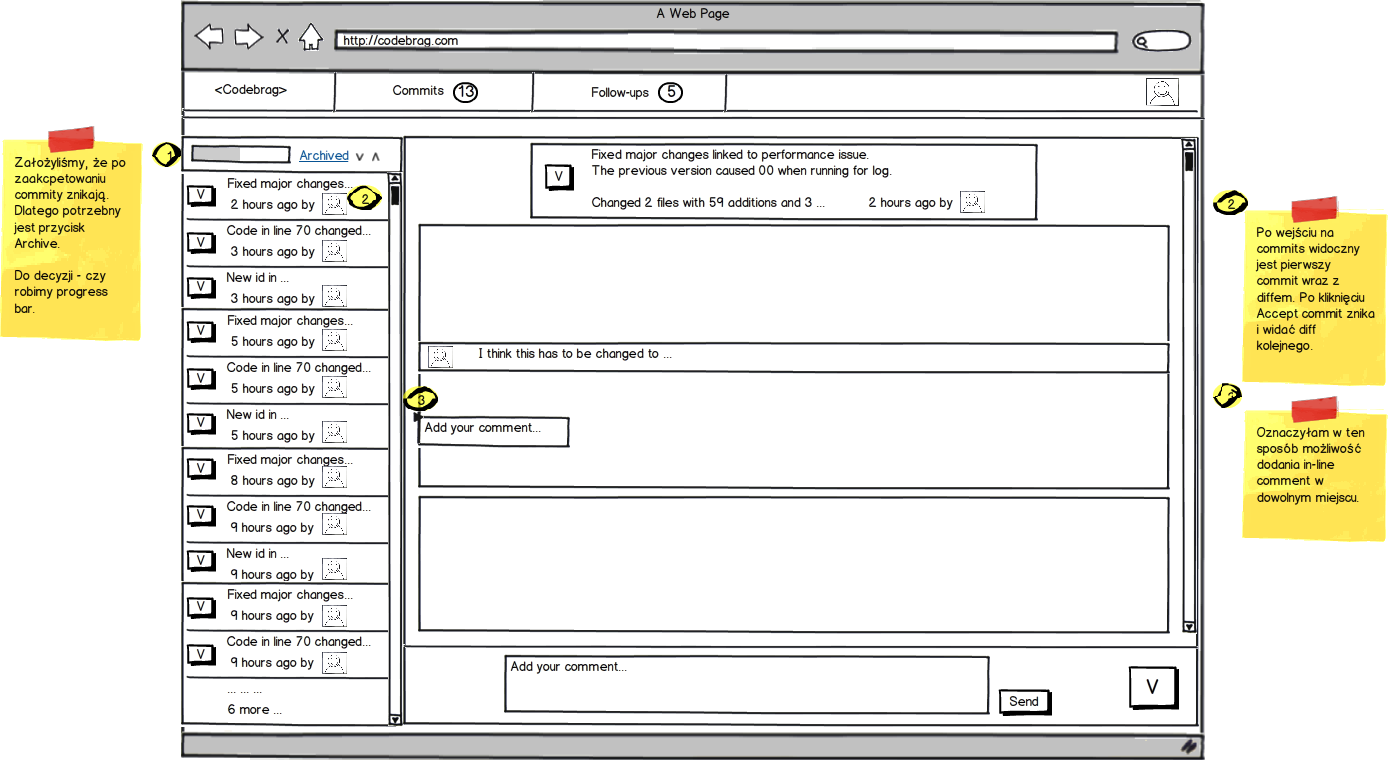 A Web Page
http://codebrag.com
<Codebrag>
Commits 13
Follow-ups 5
Założyliśmy, że po
zaakcpetowaniu
commity znikają.
Dlatego potrzebny
jest przycisk
Archive.
Do decyzji - czy
robimy progress
bar.
1
Archived v ʌ
V
Fixed major changes...
2 hours ago by
2
V
Code in line 70 changed...
3 hours ago by
V
New id in ...
3 hours ago by
V
Fixed major changes...
5 hours ago by
V
Code in line 70 changed...
5 hours ago by
V
New id in ...
5 hours ago by
V
Fixed major changes...
8 hours ago by
V
Code in line 70 changed...
9 hours ago by
V
New id in ...
9 hours ago by
V
Fixed major changes...
9 hours ago by
V
Code in line 70 changed...
9 hours ago by
... ... ...
6 more ...
V
Fixed major changes linked to performance issue.
The previous version caused 00 when running for log.
Changed 2 files with 59 additions and 3 ... 2 hours ago by
I think this has to be changed to ...
3
Add your comment...
Add your comment...
Send
V
2
Po wejściu na
commits widoczny
jest pierwszy
commit wraz z
diffem. Po kliknięciu
Accept commit znika
i widać diff
kolejnego.
3
Oznaczyłam w ten
sposób możliwość
dodania in-line
comment w
dowolnym miejscu.